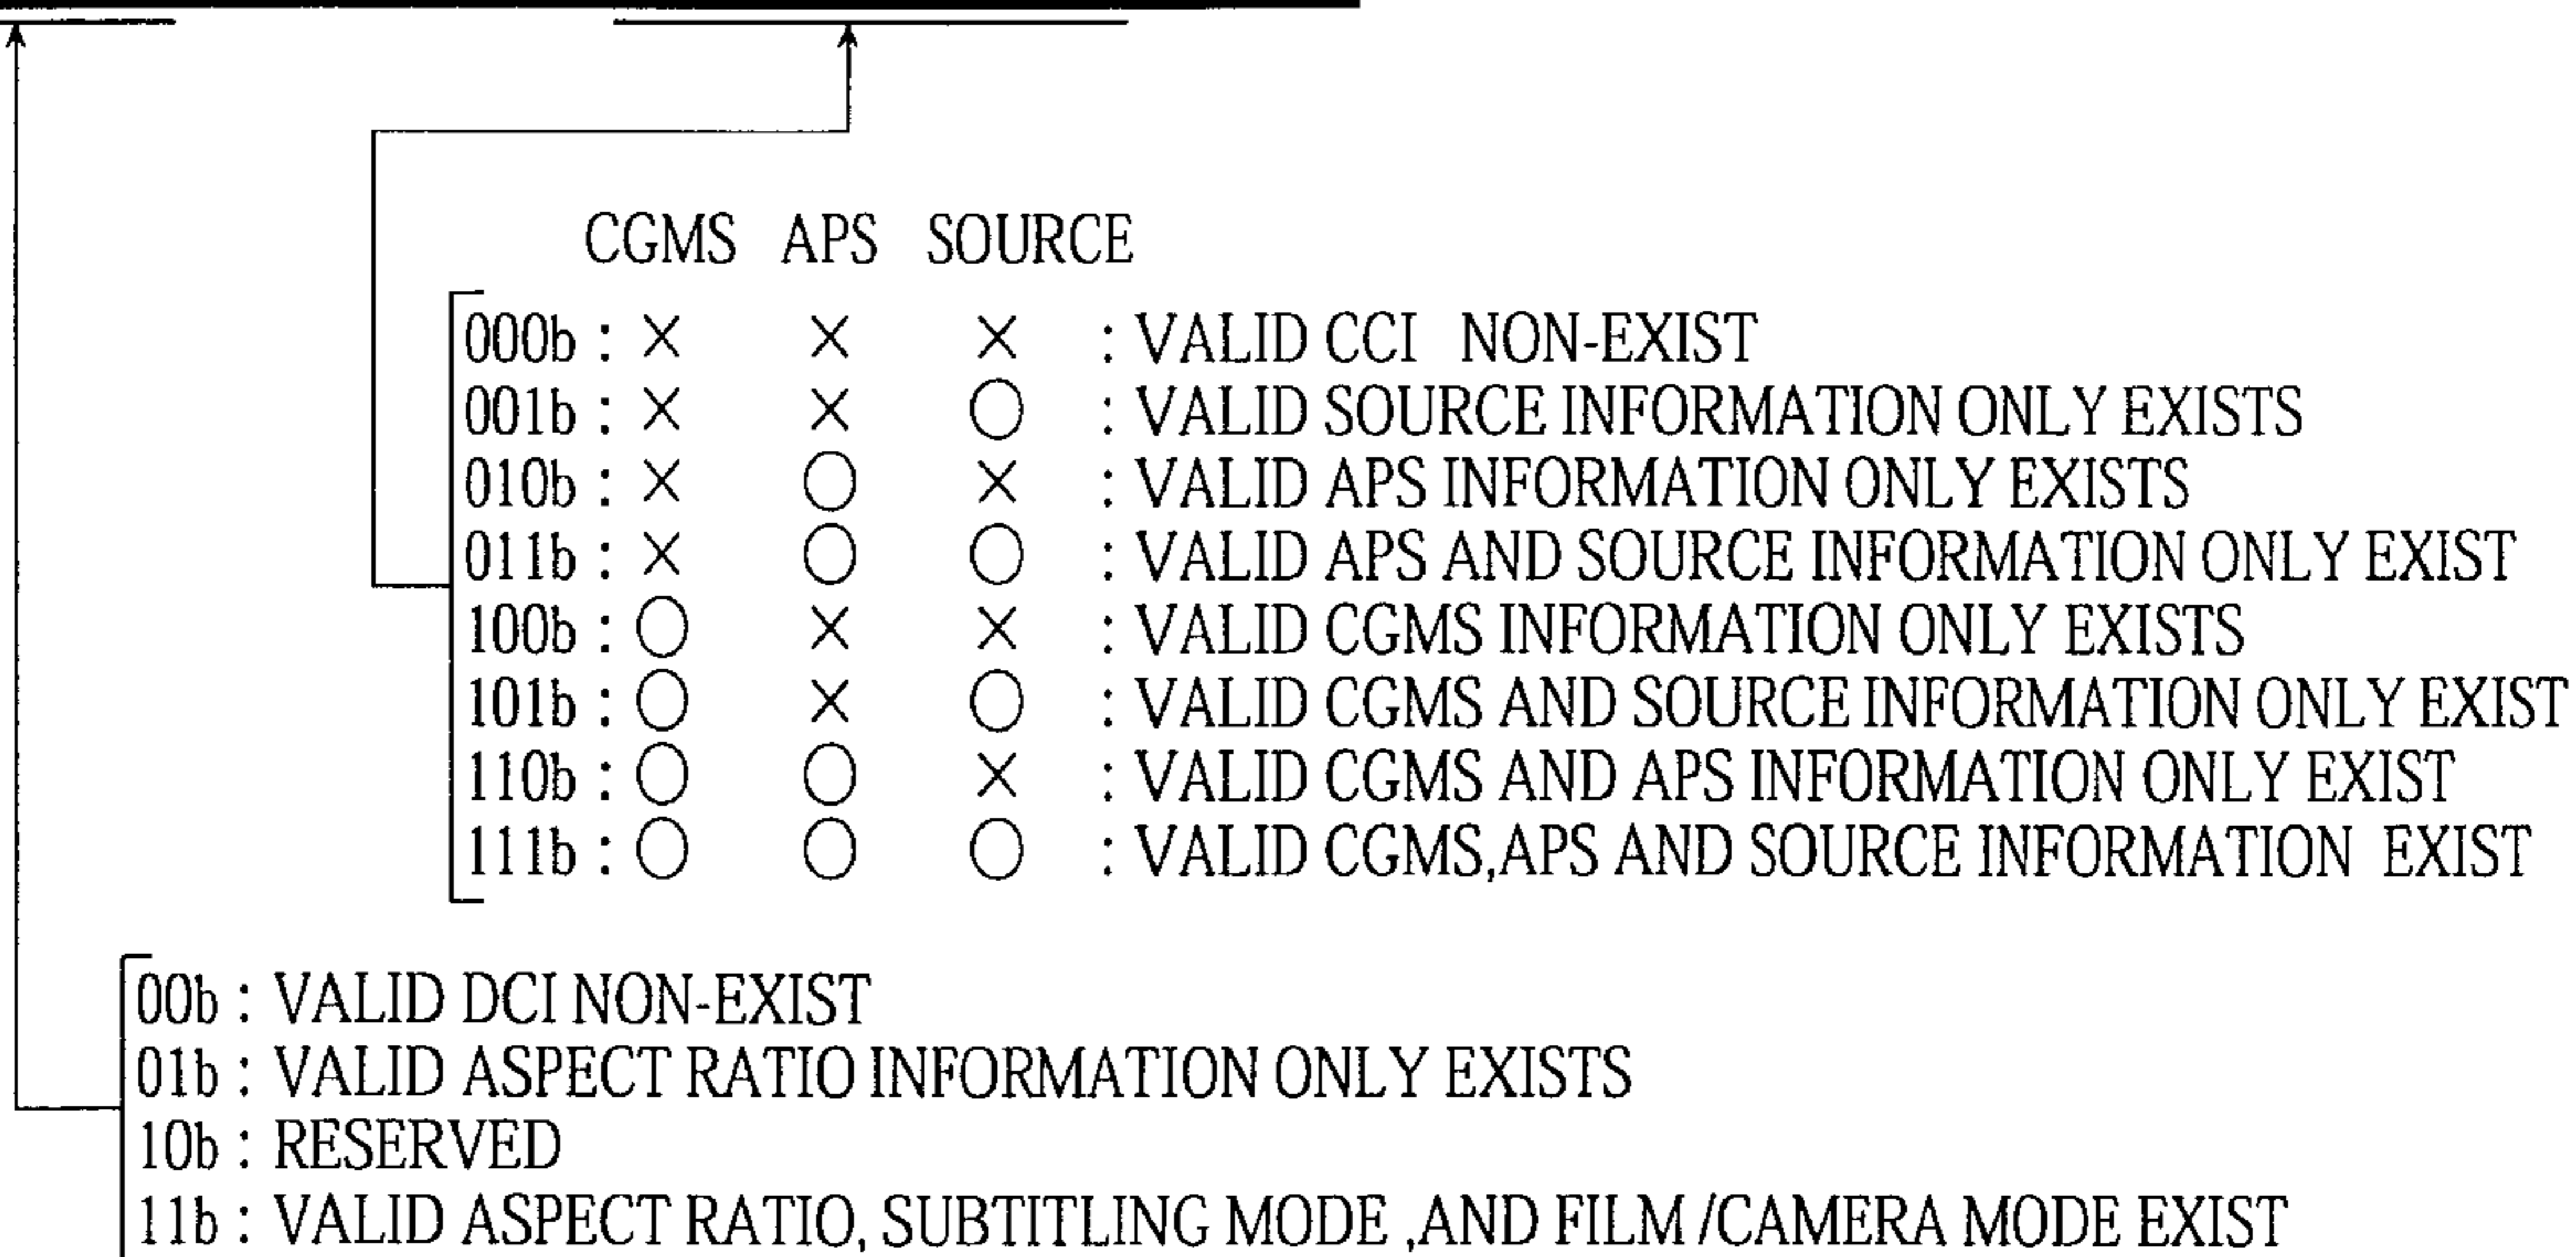 CGMS APS SOURCE
000b : × × × : VALID CCI NON-EXIST
001b : × × ○ : VALID SOURCE INFORMATION ONLY EXISTS
010b : × ○ × : VALID APS INFORMATION ONLY EXISTS
011b : × ○ ○ : VALID APS AND SOURCE INFORMATION ONLY EXIST
100b : ○ × × : VALID CGMS INFORMATION ONLY EXISTS
101b : ○ × ○ : VALID CGMS AND SOURCE INFORMATION ONLY EXIST
110b : ○ ○ × : VALID CGMS AND APS INFORMATION ONLY EXIST
111b : ○ ○ ○ : VALID CGMS,APS AND SOURCE INFORMATION EXIST
00b : VALID DCI NON-EXIST
01b : VALID ASPECT RATIO INFORMATION ONLY EXISTS
10b : RESERVED
11b : VALID ASPECT RATIO, SUBTITLING MODE ,AND FILM /CAMERA MODE EXIST